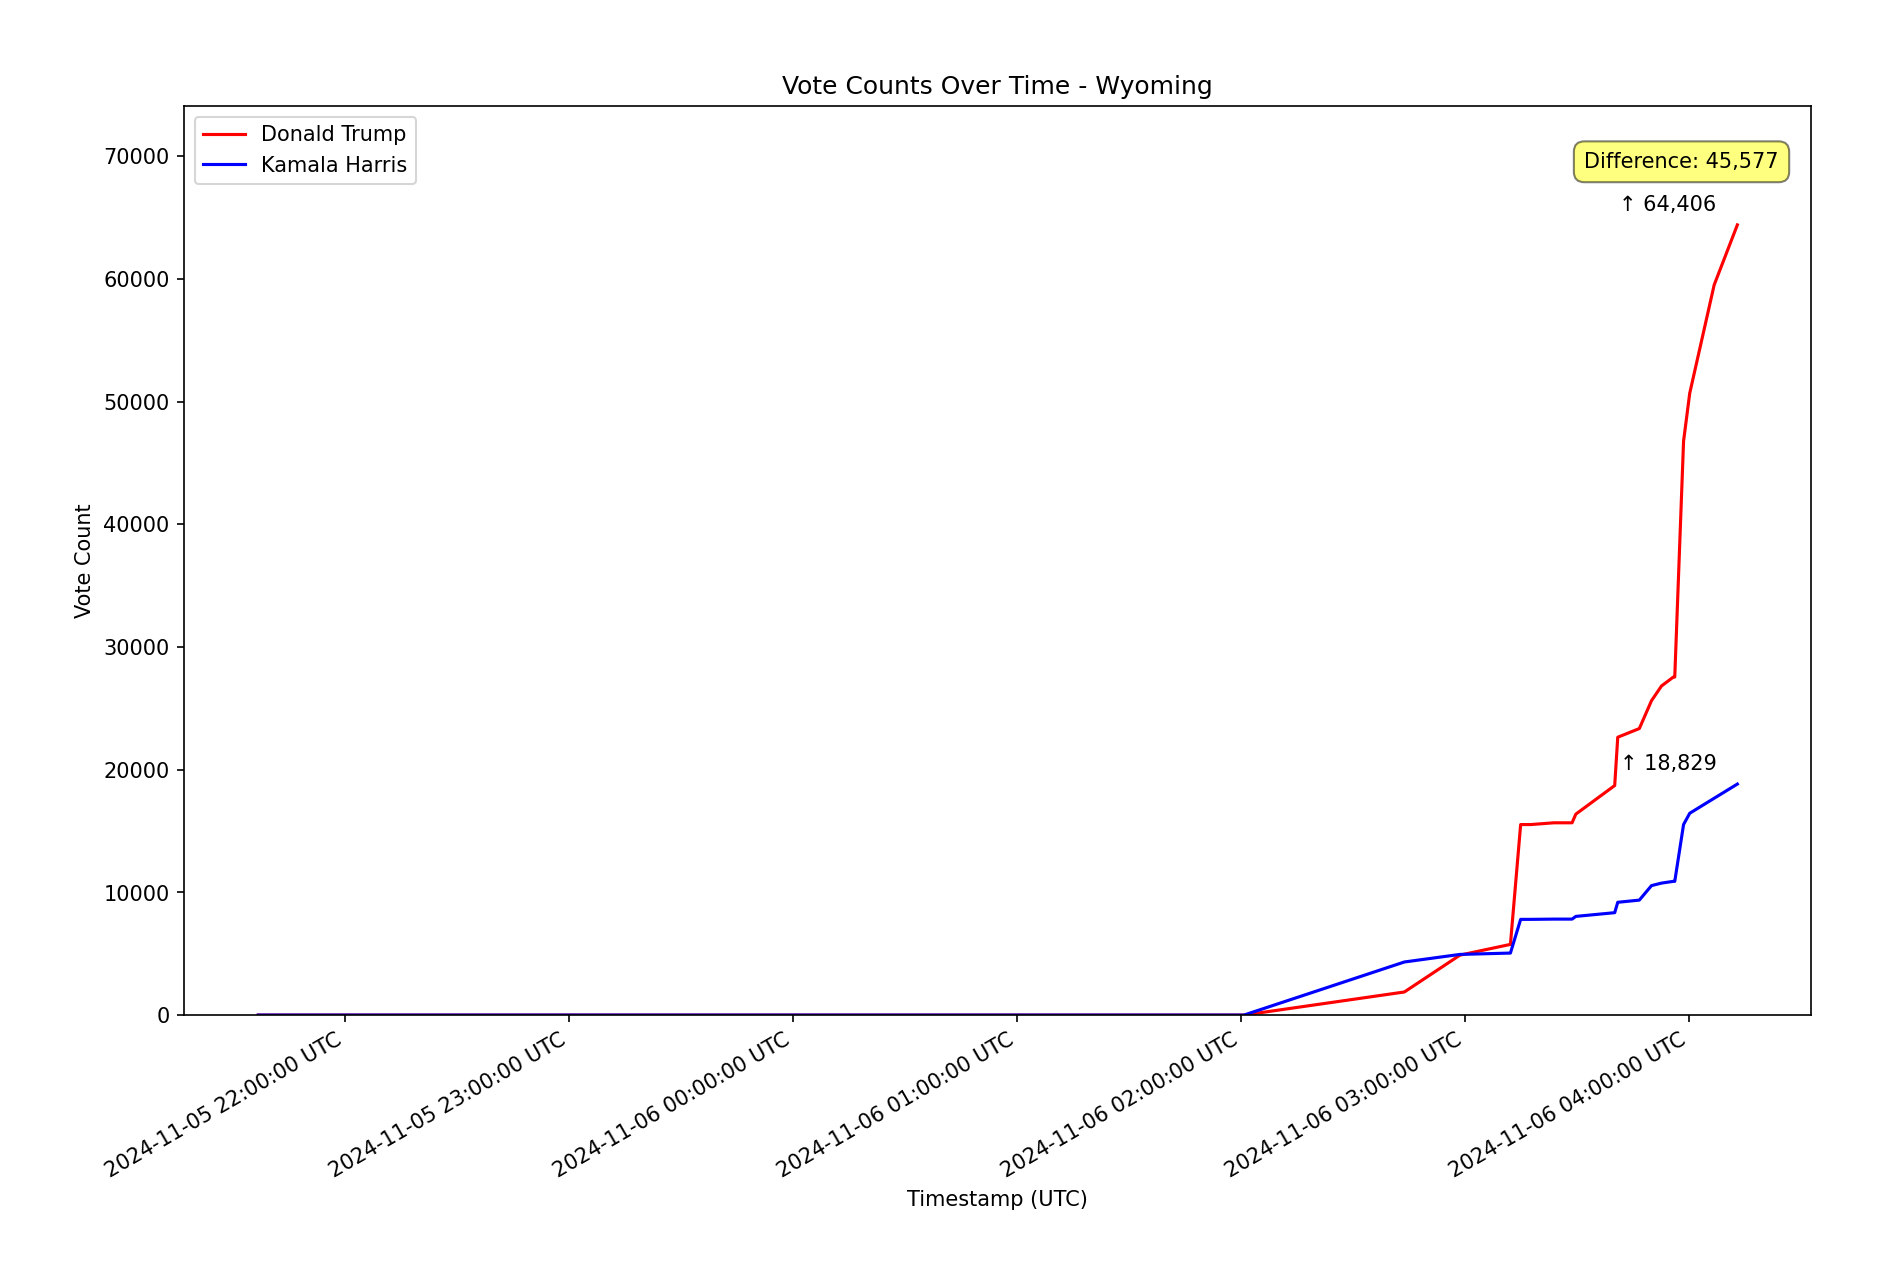 Vote Counts Over Time - Wyoming
Donald Trump
Kamala Harris
Difference: 45,577
↑ 64,406
↑ 18,829
Vote Count
70000
60000
50000
40000
30000
20000
10000
0
2024-11-05 22:00:00 UTC
2024-11-05 23:00:00 UTC
2024-11-06 00:00:00 UTC
2024-11-06 01:00:00 UTC
2024-11-06 02:00:00 UTC
2024-11-06 03:00:00 UTC
2024-11-06 04:00:00 UTC
Timestamp (UTC)